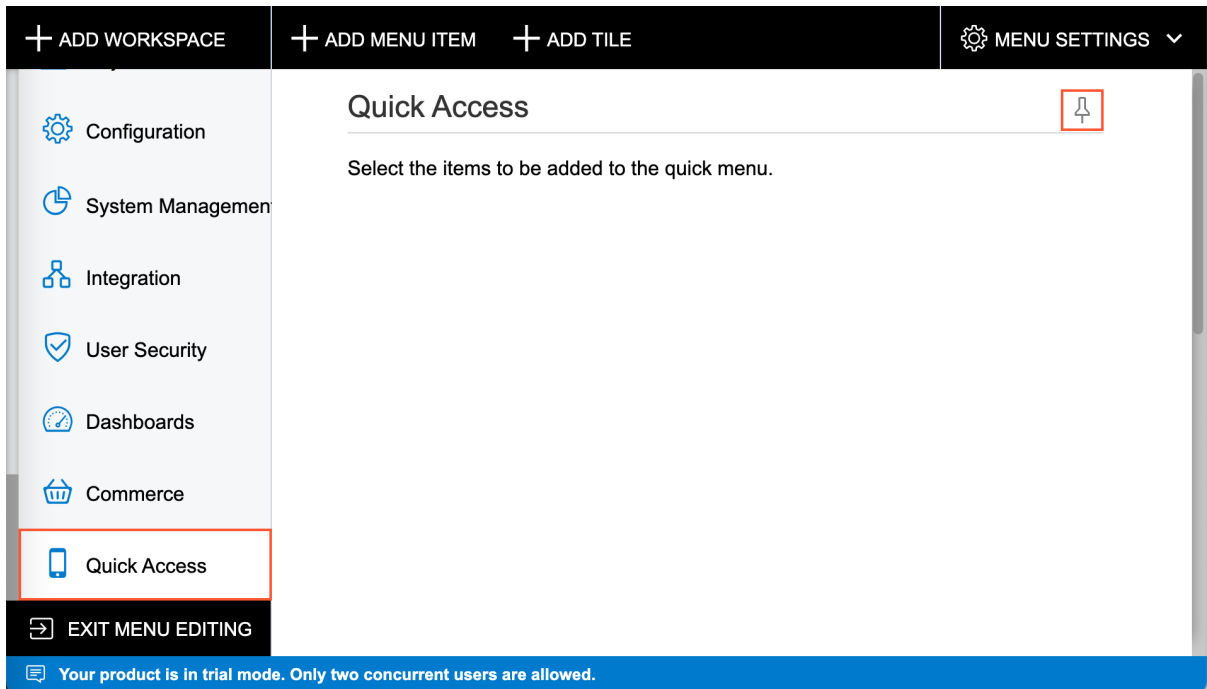 ADD WORKSPACE
ADD MENU ITEM
ADD TILE
MENU SETTINGS
Configuration
System Managemen
Integration
User Security
Dashboards
Commerce
Quick Access
EXIT MENU EDITING
Quick Access
Select the items to be added to the quick menu.
Your product is in trial mode. Only two concurrent users are allowed.